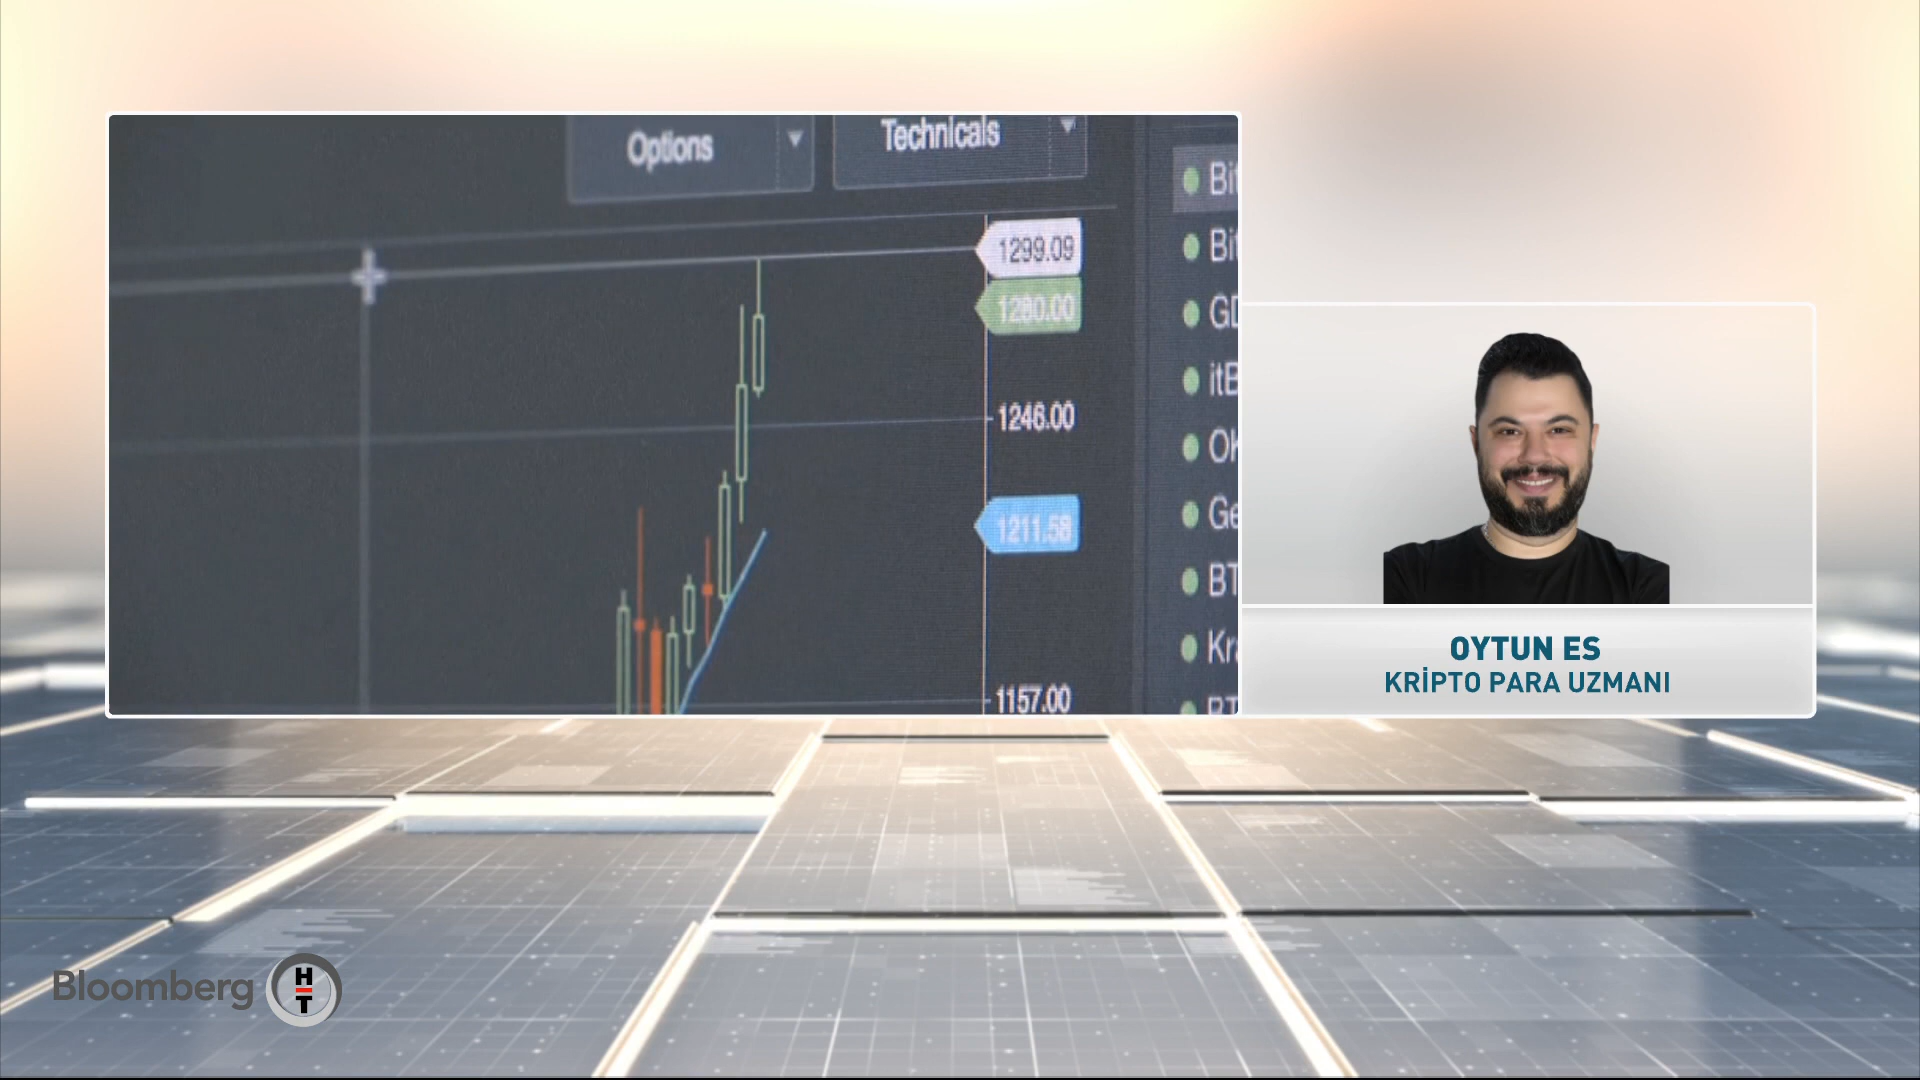 Options
Technicals
1299.09
1280.00
1246.00
1211.58
1157.00
OYTUN ES
KRİPTO PARA UZMANI
Bloomberg HT